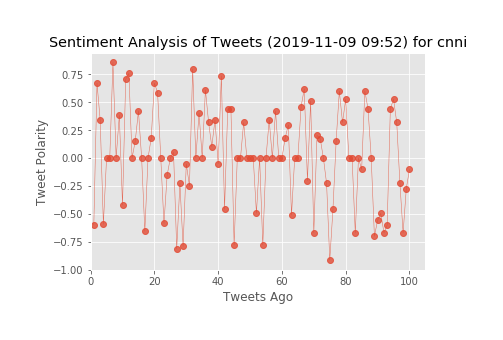 Sentiment Analysis of Tweets (2019-11-09 09:52) for cnni
Tweet Polarity
0.75
0.50
0.25
0.00
−0.25
−0.50
−0.75
−1.00
0 20 40 60 80 100
Tweets Ago